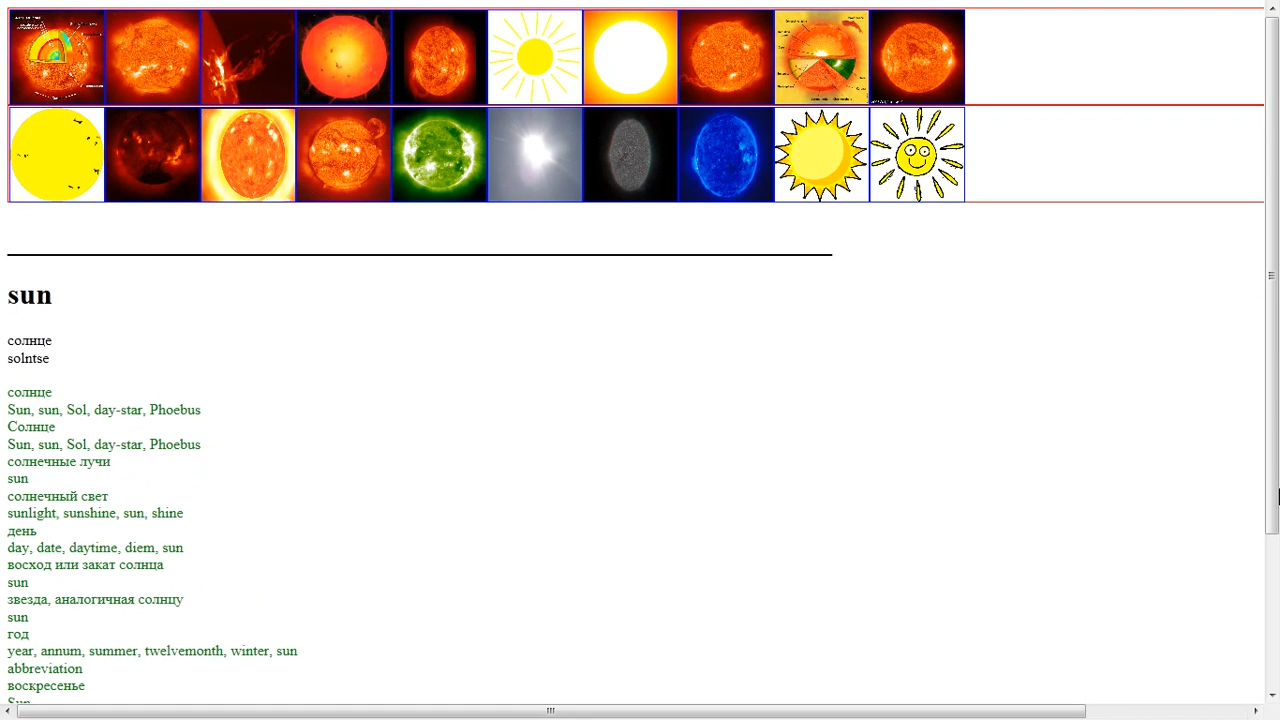 sun
солнце
solntse
солнце
Sun, sun, Sol, day-star, Phoebus
Солнце
Sun, sun, Sol, day-star, Phoebus
солнечные лучи
sun
солнечный свет
sunlight, sunshine, sun, shine
день
day, date, daytime, diem, sun
восход или закат солнца
sun
звезда, аналогичная солнцу
sun
год
year, annum, summer, twelvemonth, winter, sun
abbreviation
воскресенье
Sun